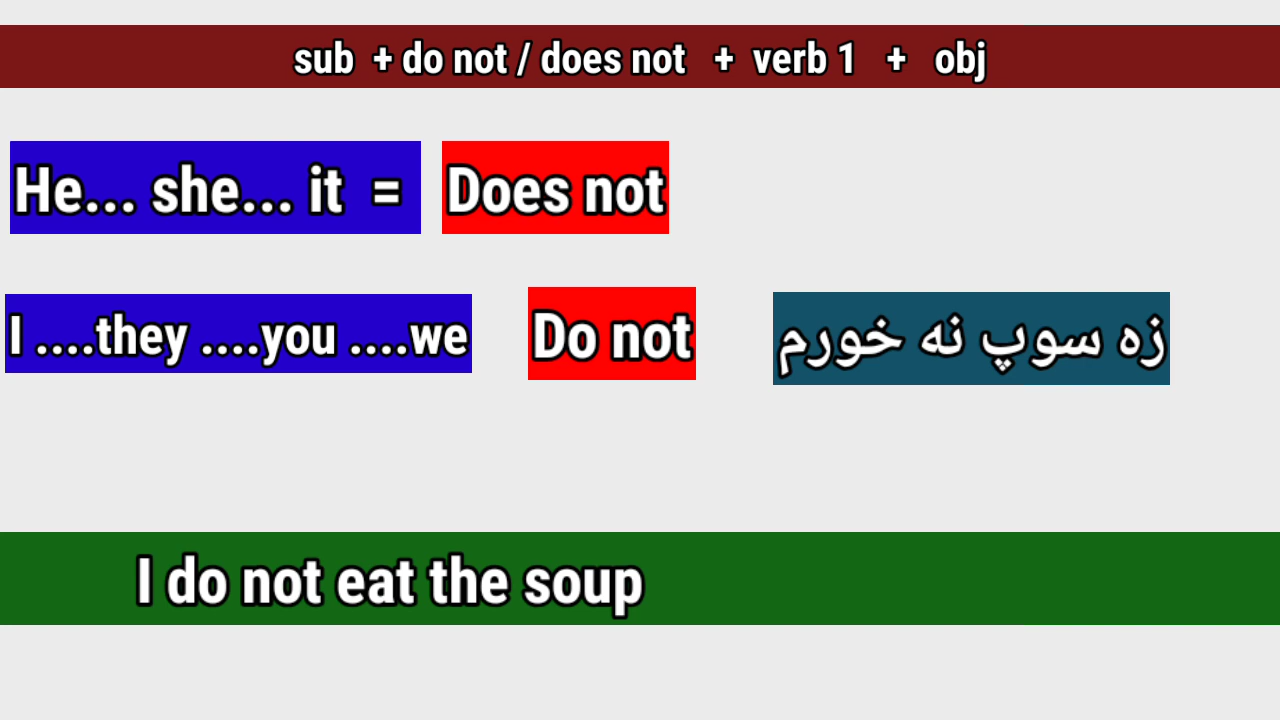 sub + do not / does not + verb 1 + obj
He... she... it = Does not
I ....they ....you ....we Do not زه سوپ نه خورم
I do not eat the soup